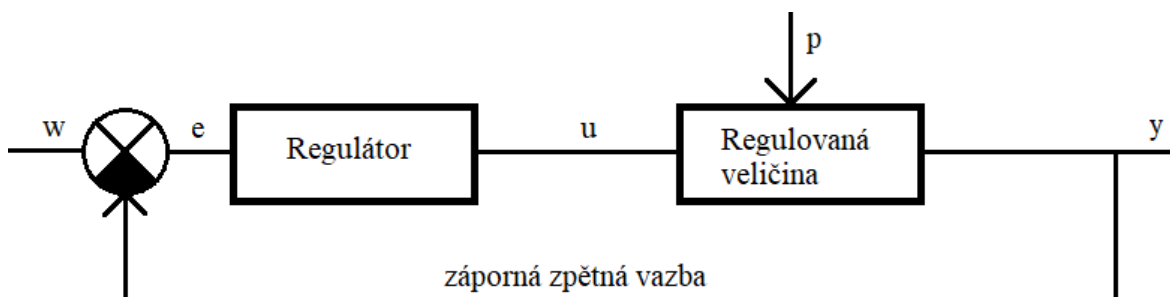 p
w
e
Regulátor
u
Regulovaná
veličina
y
záporná zpětná vazba